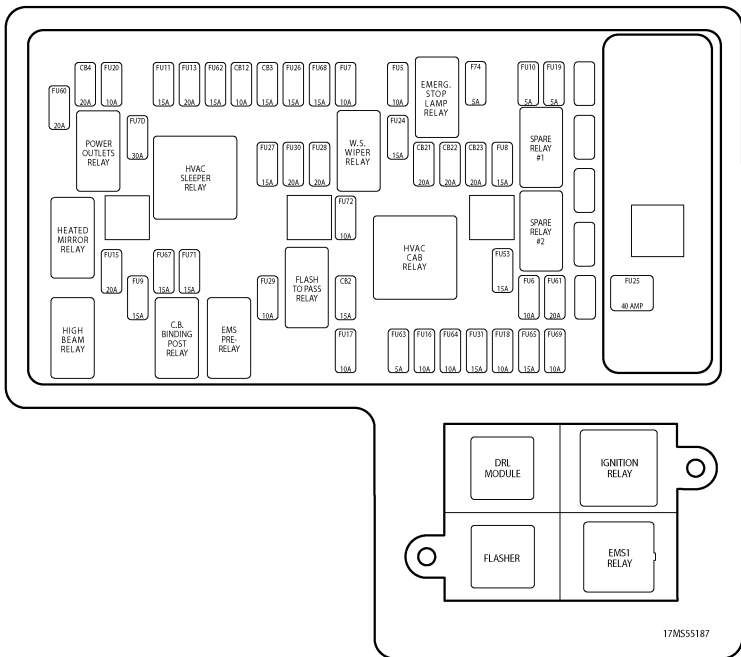 CB4 FU20 FU11 FU13 FU62 CB12 CB3 FU26 FU68 FU7 FU5 F74 FU10 FU19
20A 10A 15A 20A 15A 10A 15A 15A 15A 10A 10A 5A 5A 5A
EMERG.
STOP
LAMP
RELAY
FU60
20A
POWER
OUTLETS
RELAY
FU70
30A
HVAC
SLEEPER
RELAY
FU27 FU30 FU28
15A 20A 20A
W.S.
WIPER
RELAY
FU24
15A
CB21 CB22 CB23 FU8
20A 20A 20A 15A
SPARE
RELAY
#1
HEATED
MIRROR
RELAY
FU72
10A
HVAC
CAB
RELAY
SPARE
RELAY
#2
FU15
20A
FU9
15A
FU67 FU71
15A 15A
FU29
10A
FLASH
TO PASS
RELAY
CB2
15A
FU53
15A
FU6 FU61
10A 20A
FU25
40 AMP
HIGH
BEAM
RELAY
C.B.
BINDING
POST
RELAY
EMS
PRE-
RELAY
FU17 FU63 FU16 FU64 FU31 FU18 FU65 FU69
10A 5A 10A 10A 15A 10A 15A 10A
DRL
MODULE
IGNITION
RELAY
FLASHER
EMS1
RELAY
17MS55187